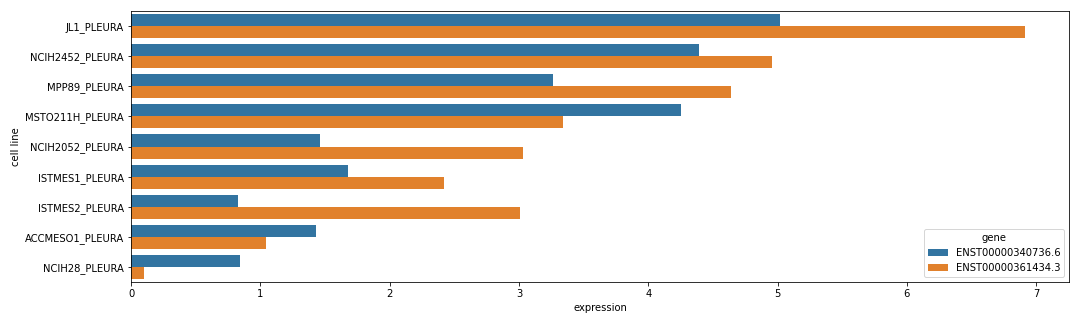 cell line
JL1_PLEURA
NCIH2452_PLEURA
MPP89_PLEURA
MSTO211H_PLEURA
NCIH2052_PLEURA
ISTMES1_PLEURA
ISTMES2_PLEURA
ACCMESO1_PLEURA
NCIH28_PLEURA
gene
ENST00000340736.6
ENST00000361434.3
0 1 2 3 4 5 6 7
expression